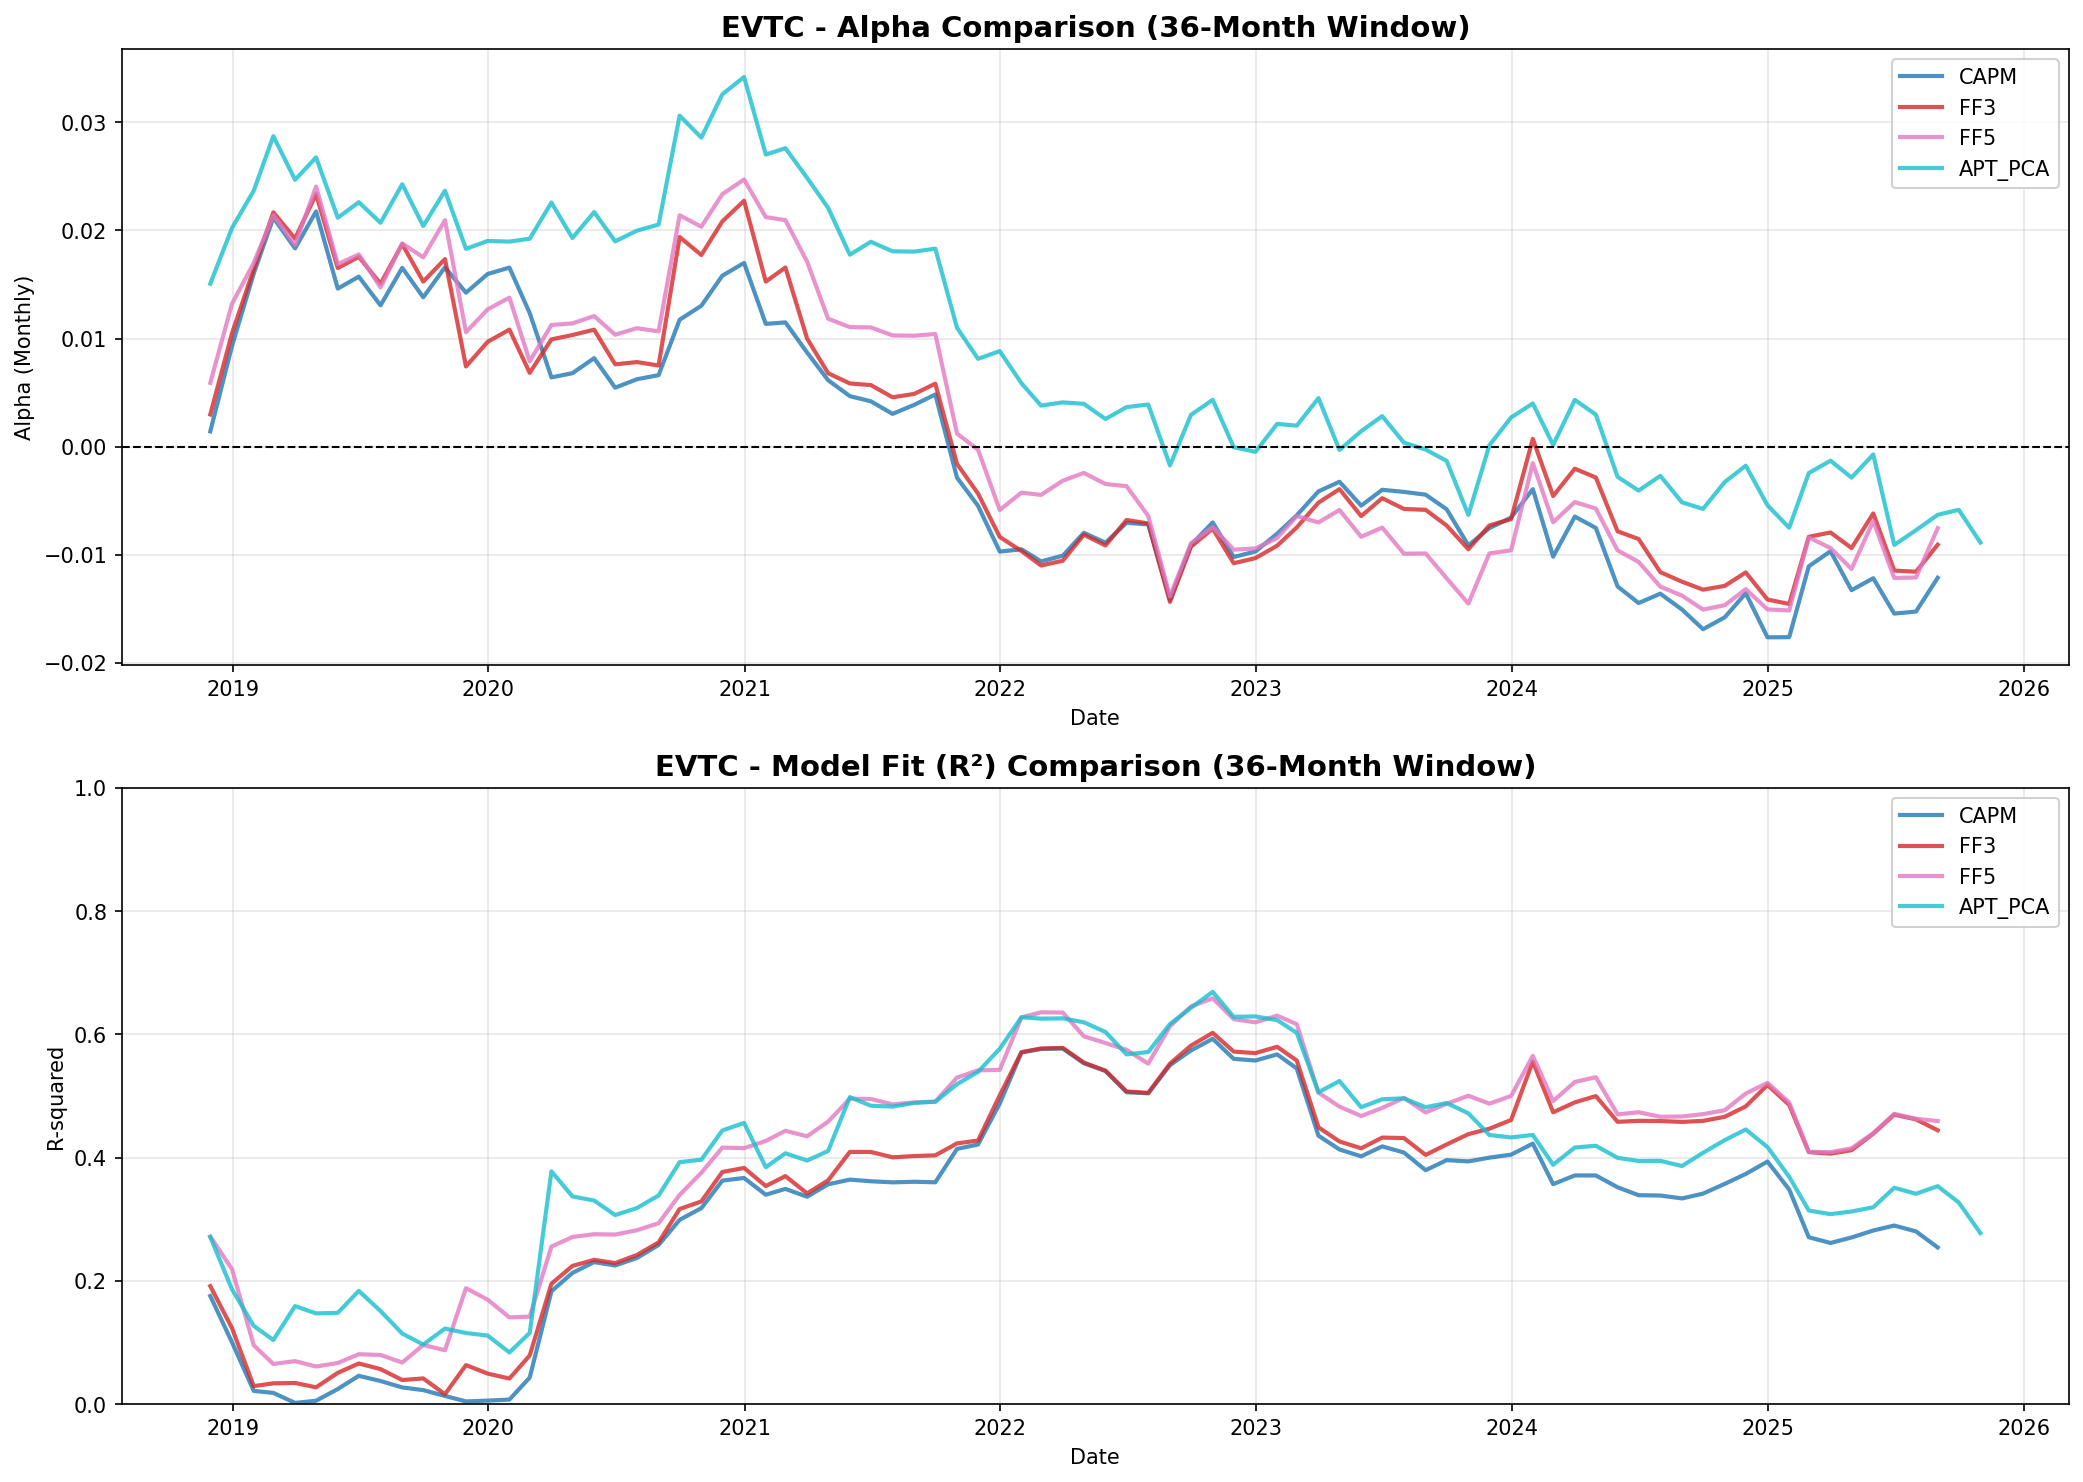 EVTC - Alpha Comparison (36-Month Window)
CAPM
FF3
FF5
APT_PCA
Alpha (Monthly)
0.03
0.02
0.01
0.00
−0.01
−0.02
2019 2020 2021 2022 2023 2024 2025 2026
Date
EVTC - Model Fit (R²) Comparison (36-Month Window)
CAPM
FF3
FF5
APT_PCA
R-squared
1.0
0.8
0.6
0.4
0.2
0.0
2019 2020 2021 2022 2023 2024 2025 2026
Date